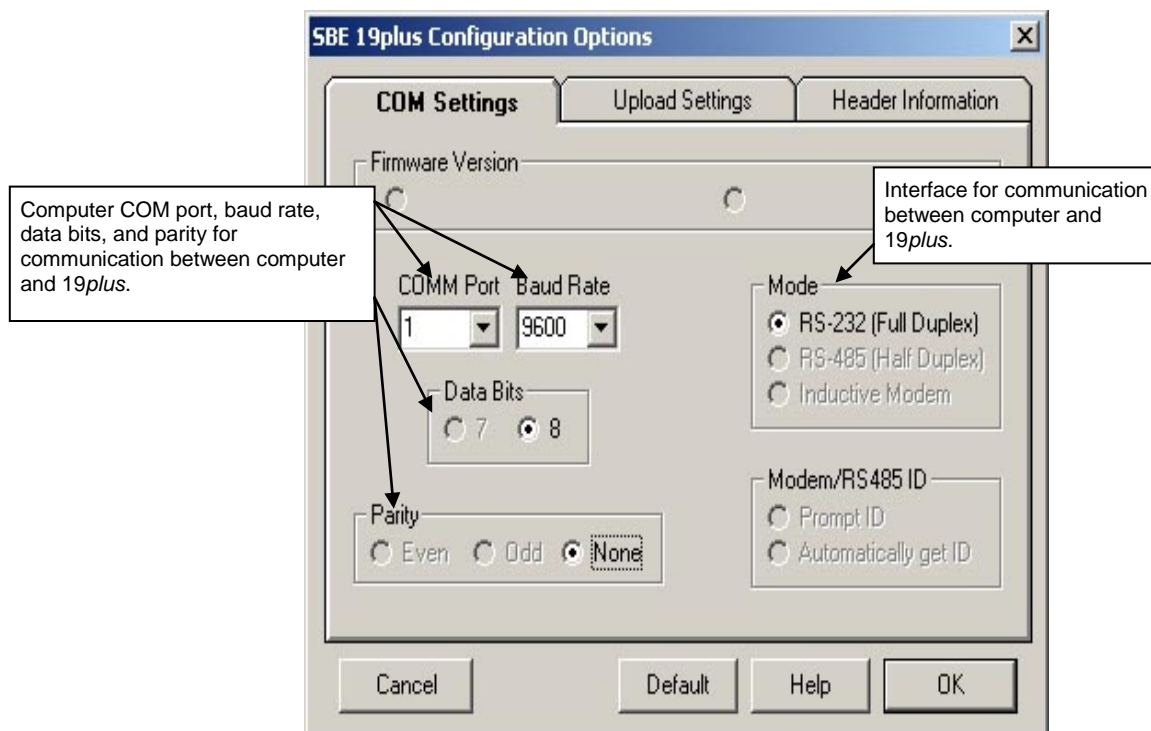 SBE 19plus Configuration Options
COM Settings
Upload Settings
Header Information
Firmware Version
Computer COM port, baud rate,
data bits, and parity for
communication between computer
and 19plus.
Interface for communication
between computer and
19plus.
COMM Port
Baud Rate
1
9600
Data Bits
7
8
Parity
Even
Odd
None
Mode
RS-232 (Full Duplex)
RS-485 (Half Duplex)
Inductive Modem
Modem/RS485 ID
Prompt ID
Automatically get ID
Cancel
Default
Help
OK